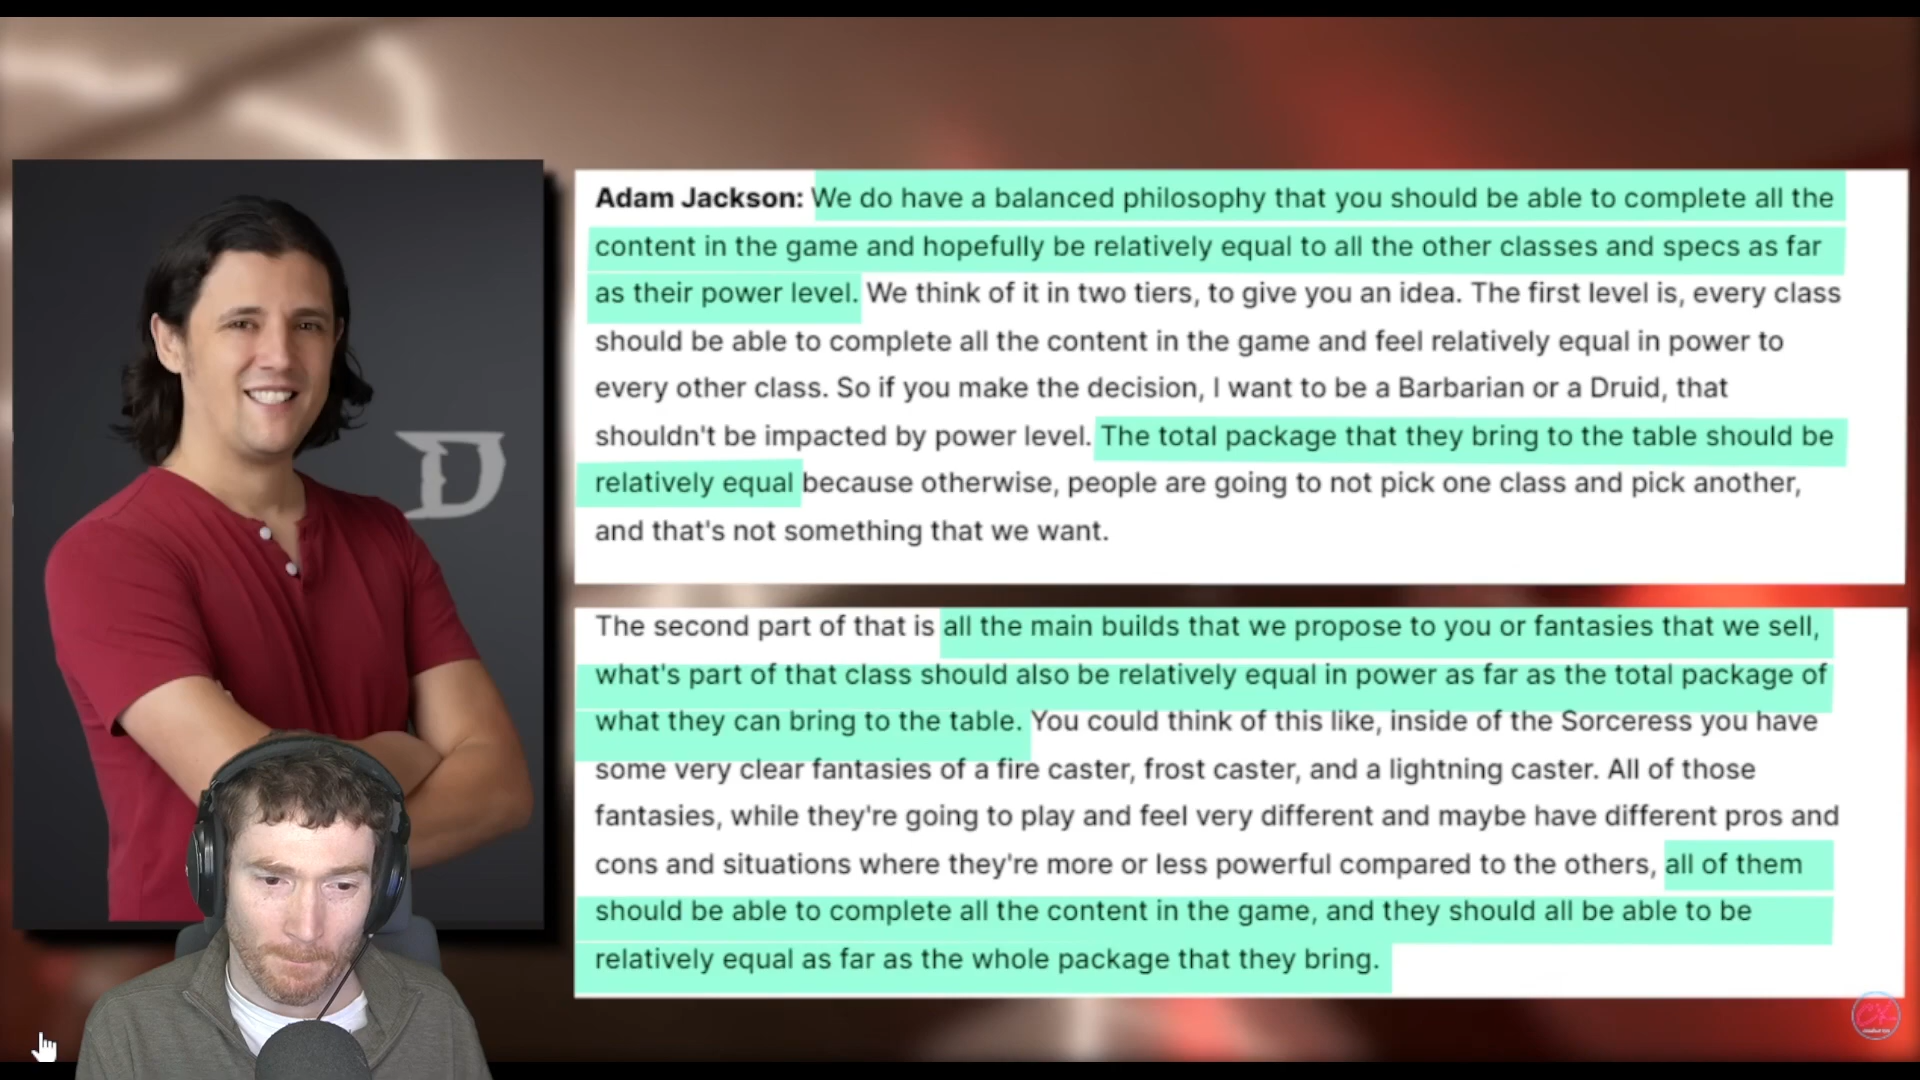 Adam Jackson: We do have a balanced philosophy that you should be able to complete all the
content in the game and hopefully be relatively equal to all the other classes and specs as far
as their power level. We think of it in two tiers, to give you an idea. The first level is, every class
should be able to complete all the content in the game and feel relatively equal in power to
every other class. So if you make the decision, I want to be a Barbarian or a Druid, that
shouldn't be impacted by power level. The total package that they bring to the table should be
relatively equal because otherwise, people are going to not pick one class and pick another,
and that's not something that we want.
The second part of that is all the main builds that we propose to you or fantasies that we sell,
what's part of that class should also be relatively equal in power as far as the total package of
what they can bring to the table. You could think of this like, inside of the Sorceress you have
some very clear fantasies of a fire caster, frost caster, and a lightning caster. All of those
fantasies, while they're going to play and feel very different and maybe have different pros and
cons and situations where they're more or less powerful compared to the others, all of them
should be able to complete all the content in the game, and they should all be able to be
relatively equal as far as the whole package that they bring.
D